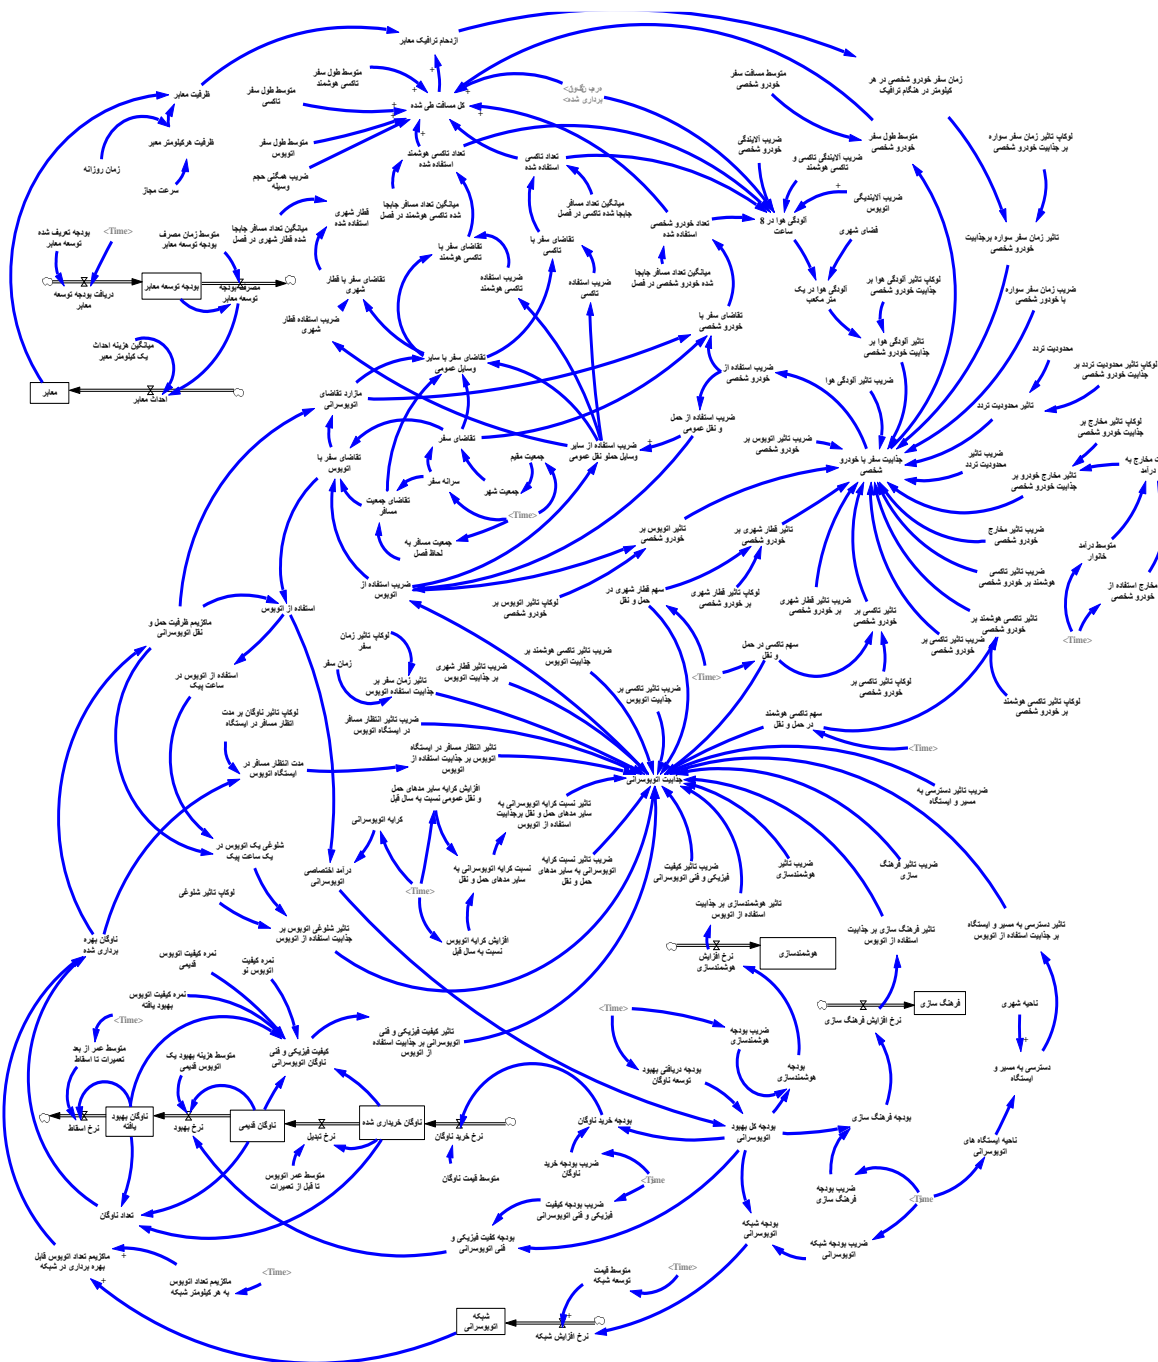 ازدحام ترافیک معابر
متوسط طول سفر
تاکسی هوشمند
متوسط مسافت سفر
خودرو شخصی
زمان سفر خودرو شخصی در هر
کیلومتر در هنگام ترافیک
ظرفیت معابر
متوسط طول سفر
تاکسی
کل مسافت طی شده
ظرفیت هرکیلومتر معبر
متوسط طول سفر
اتوبوس
تعداد تاکسی هوشمند
استفاده شده
تعداد تاکسی
استفاده شده
ضریب آلایندگی
خودرو شخصی
متوسط طول سفر
خودرو شخصی
لوکاپ تاثیر زمان سفر سواره
بر جذابیت خودرو شخصی
زمان روزانه
ضریب همگنی حجم
وسیله
ضریب آلایندگی تاکسی و
تاکسی هوشمند
سرعت مجاز
میانگین تعداد مسافر جابجا
شده تاکسی هوشمند در فصل
میانگین تعداد مسافر
جابجا شده تاکسی در فصل
ضریب آلایندیگی
اتوبوس
قطار شهری
استفاده شده
میانگین تعداد مسافر جابجا
شده قطار شهری در فصل
تعداد خودرو شخصی
استفاده شده
آلودگی هوا در 8
ساعت
فضای شهری
تاثیر زمان سفر سواره برجذابیت
خودرو شخصی
بودجه تعریف شده
توسعه معابر
<Time>
متوسط زمان مصرف
بودجه توسعه معابر
تقاضای سفر با
تاکسی هوشمند
تقاضای سفر با
تاکسی
میانگین تعداد مسافر جابجا
شده خودرو شخصی در فصل
دریافت بودجه توسعه
معابر
بودجه توسعه معابر
مصرف بودجه
توسعه معابر
تقاضای سفر با قطار
شهری
ضریب استفاده
تاکسی هوشمند
ضریب استفاده
تاکسی
آلودگی هوا در یک
متر مکعب
لوکاپ تاثیر آلودگی هوا بر
جذابیت خودرو شخصی
ضریب زمان سفر سواره
با خودور شخصی
ضریب استفاده قطار
شهری
تقاضای سفر با
خودرو شخصی
تاثیر آلودگی هوا بر
جذابیت خودرو شخصی
محدودیت تردد
میانگین هزینه احداث
یک کیلومتر معبر
تقاضای سفر با سایر
وسایل عمومی
ضریب استفاده از
خودرو شخصی
ضریب تاثیر آلودگی هوا
لوکاپ تاثیر محدودیت تردد بر
جذابیت خودرو شخصی
معابر
احداث معابر
مازارد تقاضای
اتوبوسرانی
ضریب استفاده از حمل
و نقل عمومی
تاثیر محدودیت تردد
لوکاپ تاثیر مخارج بر
جذابیت خودرو شخصی
تقاضای سفر
ضریب استفاده از سایر
وسایل حملو نقل عمومی
ضریب تاثیر اتوبوس بر
خودرو شخصی
جذابیت سفر با خودرو
شخصی
ضریب تاثیر
محدودیت تردد
تقاضای سفر با
اتوبوس
جمعیت مقیم
سرانه سفر
جمعیت شهر
تاثیر مخارج خودرو بر
جذابیت خودرو شخصی
ت مخارج به
درآمد
تقاضای جمعیت
مسافر
<Time>
تاثیر اتوبوس بر
خودرو شخصی
تاثیر قطار شهری بر
خودرو شخصی
ضریب تاثیر مخارج
خودرو شخصی
متوسط درآمد
خانوار
جمعیت مسافر به
لحاظ فصل
ضریب تاثیر تاکسی
هوشمند بر خودرو شخصی
ضریب استفاده از
اتوبوس
سهم قطار شهری در
حمل و نقل
لوکاپ تاثیر قطار شهری
بر خودرو شخصی
ضریب تاثیر قطار شهری
بر خودرو شخصی
مخارج استفاده از
خودرو شخصی
استفاده از اتوبوس
لوکاپ تاثیر اتوبوس بر
خودرو شخصی
تاثیر تاکسی بر
خودرو شخصی
تاثیر تاکسی هوشمند بر
خودرو شخصی
<Time>
ماکزیمم ظرفیت حمل و
نقل اتوبوسرانی
لوکاپ تاثیر زمان
سفر
سهم تاکسی در حمل
و نقل
ضریب تاثیر تاکسی بر
خودرو شخصی
زمان سفر
ضریب تاثیر تاکسی هوشمند بر
جذابیت اتوبوس
استفاده از اتوبوس در
ساعت پیک
تاثیر زمان سفر بر
جذابیت استفاده اتوبوس
ضریب تاثیر قطار شهری
بر جذابیت اتوبوس
ضریب تاثیر تاکسی بر
جذابیت اتوبوس
<Time>
لوکاپ تاثیر تاکسی بر
خودرو شخصی
لوکاپ تاثیر تاکسی هوشمند
بر خودرو شخصی
لوکاپ تاثیر ناوگان بر مدت
انتظار مسافر در ایستگاه
ضریب تاثیر انتظار مسافر
در ایستگاه اتوبوس
سهم تاکسی هوشمند
در حمل و نقل
<Time>
مدت انتظار مسافر در
ایستگاه اتوبوس
تاثیر انتظار مسافر در ایستگاه
اتوبوس بر جذابیت استفاده از
اتوبوس
جذابیت اتوبوسرانی
افزایش کرایه سایر مدهای حمل
و نقل عمومی نسبت به سال قبل
تاثیر نسبت کرایه اتوبوسرانی به
سایر مدهای حمل و نقل برجذابیت
استفاده از اتوبوس
ضریب تاثیر دسترسی به
مسیر و ایستگاه
کرایه اتوبوسرانی
شلوغی یک اتوبوس در
یک ساعت پیک
درآمد اختصاصی
اتوبوسرانی
نسبت کرایه اتوبوسرانی به
سایر مدهای حمل و نقل
ضریب تاثیر نسبت کرایه
اتوبوسرانی به سایر مدهای
حمل و نقل
ضریب تاثیر کیفیت
فیزیکی و فنی اتوبوسرانی
ضریب تاثیر
هوشمندسازی
ضریب تاثیر فرهنگ
سازی
لوکاپ تاثیر شلوغی
<Time>
تاثیر هوشمندسازی بر جذابیت
استفاده از اتوبوس
تاثیر شلوغی اتوبوس بر
جذابیت استفاده از اتوبوس
افزایش کرایه اتوبوس
نسبت به سال قبل
تاثیر فرهنگ سازی بر جذابیت
استفاده از اتوبوس
تاثیر دسترسی به مسیر و ایستگاه
بر جذابیت استفاده از اتوبوس
ناوگان بهره
برداری شده
نمره کیفیت اتوبوس
قدیمی
نمره کیفیت
اتوبوس نو
نرخ افزایش
هوشمندسازی
هوشمندسازی
نمره کیفیت اتوبوس
بهبود یافته
<Time>
<Time>
نرخ افزایش فرهنگ سازی
فرهنگ سازی
ناحیه شهری
متوسط عمر از بعد
تعمیرات تا اسقاط
متوسط هزینه بهبود یک
اتوبوس قدیمی
کیفیت فیزیکی و فنی
ناوگان اتوبوسرانی
تاثیر کیفیت فیزیکی و فنی
اتوبوسرانی بر جذابیت استفاده
از اتوبوس
ضریب بودجه
هوشمندسازی
بودجه
هوشمندسازی
بودجه دریافتی بهبود
توسعه ناوگان
دسترسی به مسیر و
ایستگاه
نرخ اسقاط
ناوگان بهبود
یافته
نرخ بهبود
ناوگان قدیمی
نرخ تبدیل
ناوگان خریداری شده
نرخ خرید ناوگان
بودجه خرید ناوگان
بودجه کل بهبود
اتوبوسرانی
بودجه فرهنگ سازی
ناحیه ایستگاه های
اتوبوسرانی
متوسط عمر اتوبوس
تا قبل از تعمیرات
متوسط قیمت ناوگان
ضریب بودجه خرید
ناوگان
<Time
ضریب بودجه
فرهنگ سازی
<Time
تعداد ناوگان
ضریب بودجه کیفیت
فیزیکی و فنی اتوبوسرانی
بودجه کفیت فیزیکی و
فنی اتوبوسرانی
بودجه شبکه
اتوبوسرانی
ضریب بودجه شبکه
اتوبوسرانی
ماکزیمم تعداد اتوبوس قابل
بهره برداری در شبکه
ماکزیمم تعداد اتوبوس
به هر کیلومتر شبکه
<Time>
متوسط قیمت
توسعه شبکه
<Time>
شبکه
اتوبوسرانی
نرخ افزایش شبکه